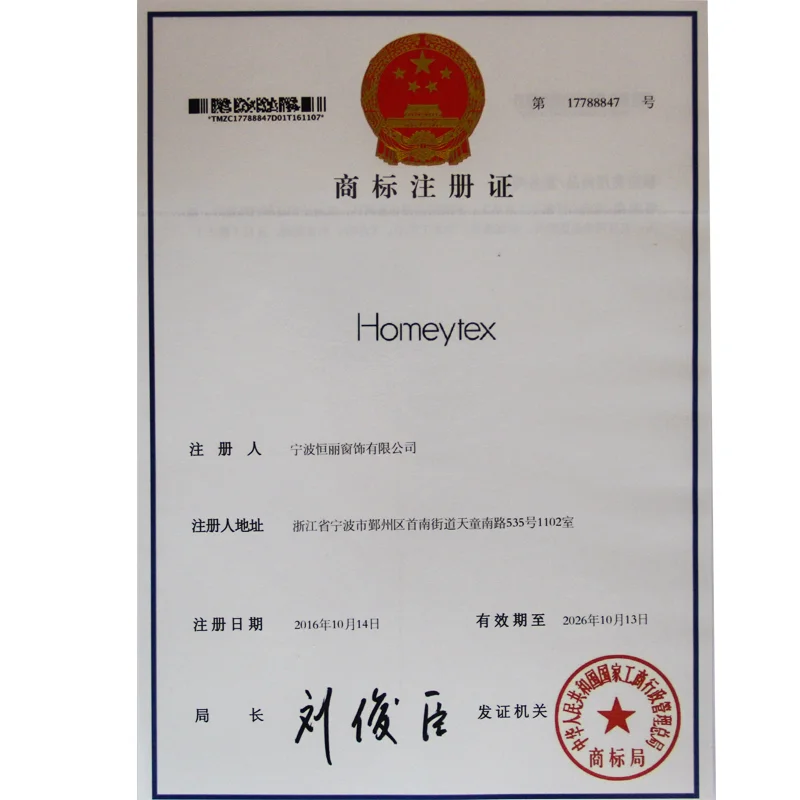 *TMZC17788847D01T161107*
第 17788847 号
商标注册证
Homeytex
注册人 宁波恒丽窗饰有限公司
注册人地址 浙江省宁波市鄞州区首南街道天童南路535号1102室
注册日期 2016年10月14日 有效期至 2026年10月13日
局长 刘俊臣 发证机关
中华人民共和国国家工商行政管理总局
商标局